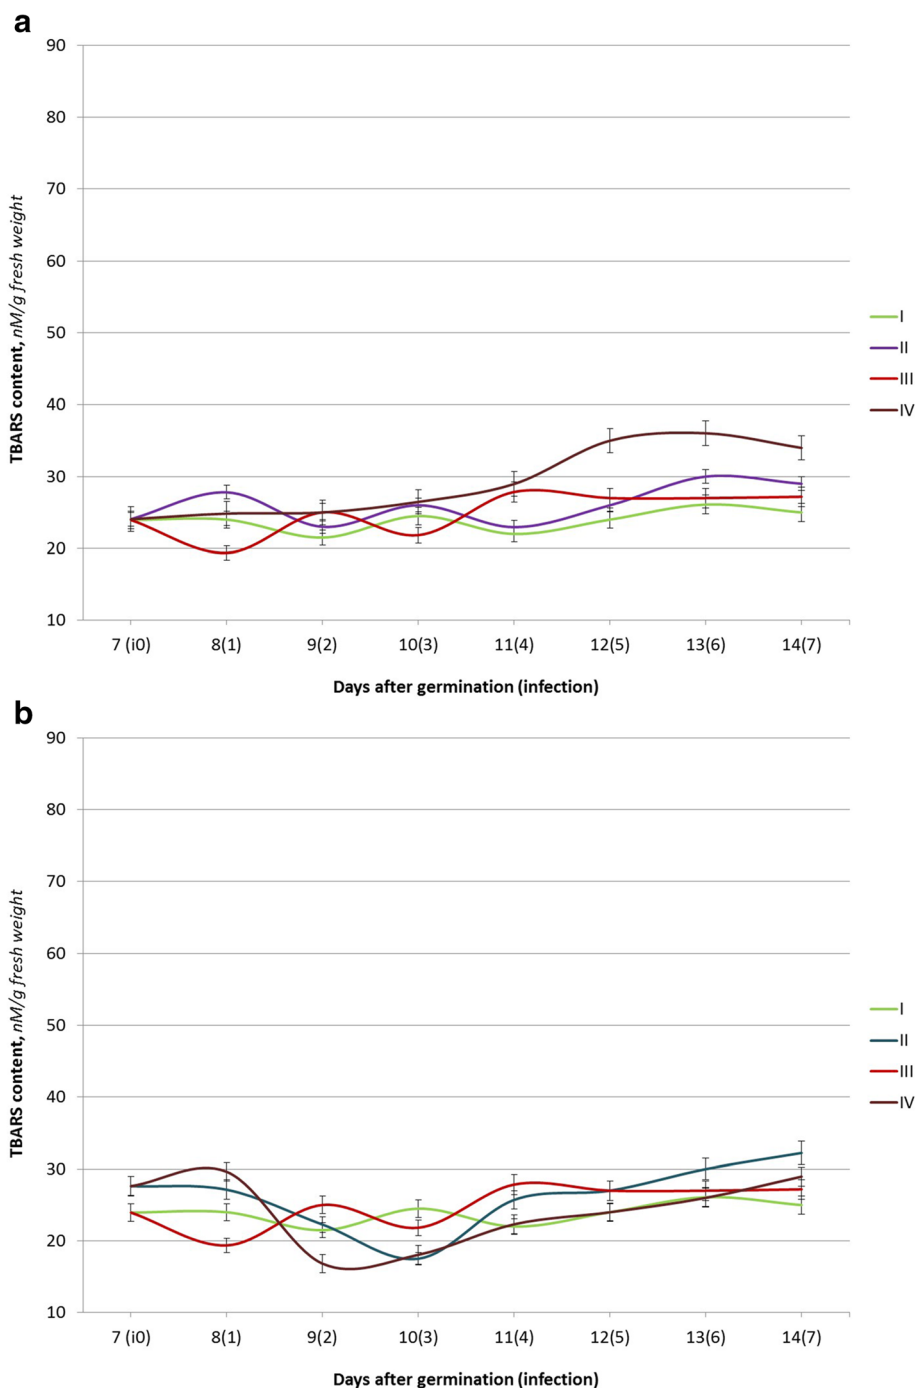 a
90
80
70
60
50
40
30
20
10
TBARS content, nM/g fresh weight
7 (i0) 8(1) 9(2) 10(3) 11(4) 12(5) 13(6) 14(7)
Days after germination (infection)
I
II
III
IV
b
90
80
70
60
50
40
30
20
10
TBARS content, nM/g fresh weight
7 (i0) 8(1) 9(2) 10(3) 11(4) 12(5) 13(6) 14(7)
Days after germination (infection)
I
II
III
IV